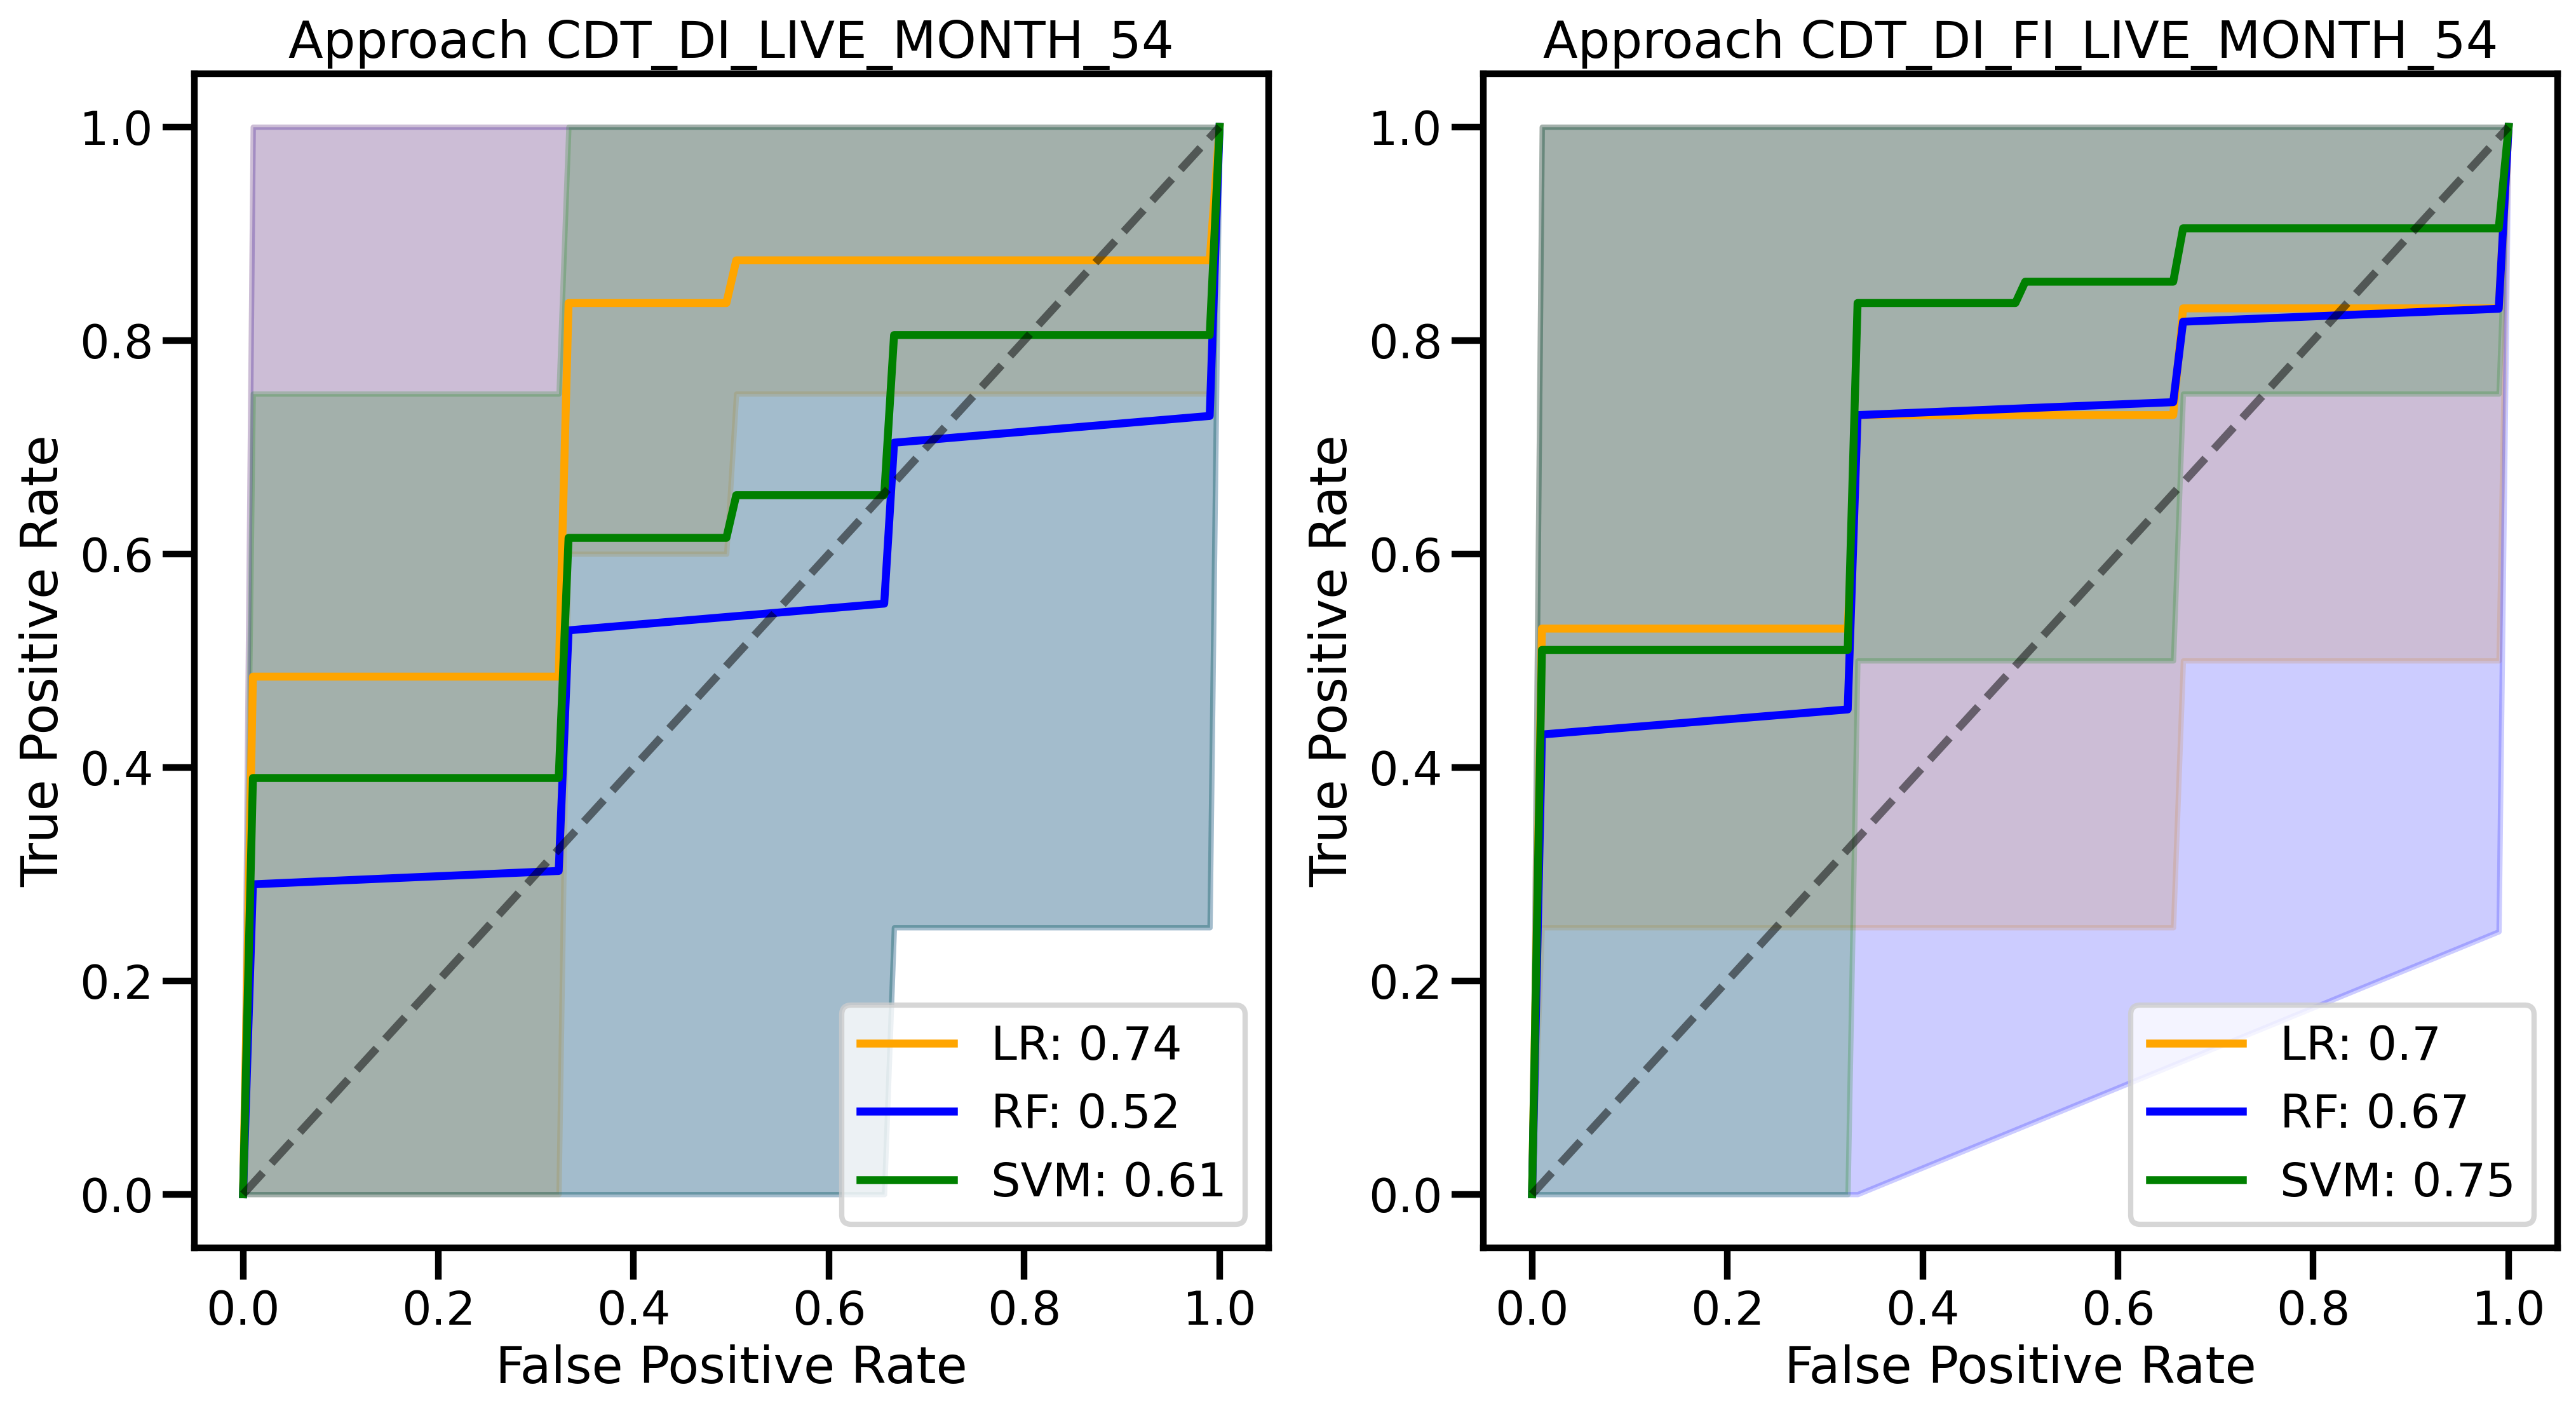 Approach CDT_DI_LIVE_MONTH_54
True Positive Rate
1.0
0.8
0.6
0.4
0.2
0.0
0.0 0.2 0.4 0.6 0.8 1.0
False Positive Rate
LR: 0.74
RF: 0.52
SVM: 0.61
Approach CDT_DI_FI_LIVE_MONTH_54
True Positive Rate
1.0
0.8
0.6
0.4
0.2
0.0
0.0 0.2 0.4 0.6 0.8 1.0
False Positive Rate
LR: 0.7
RF: 0.67
SVM: 0.75